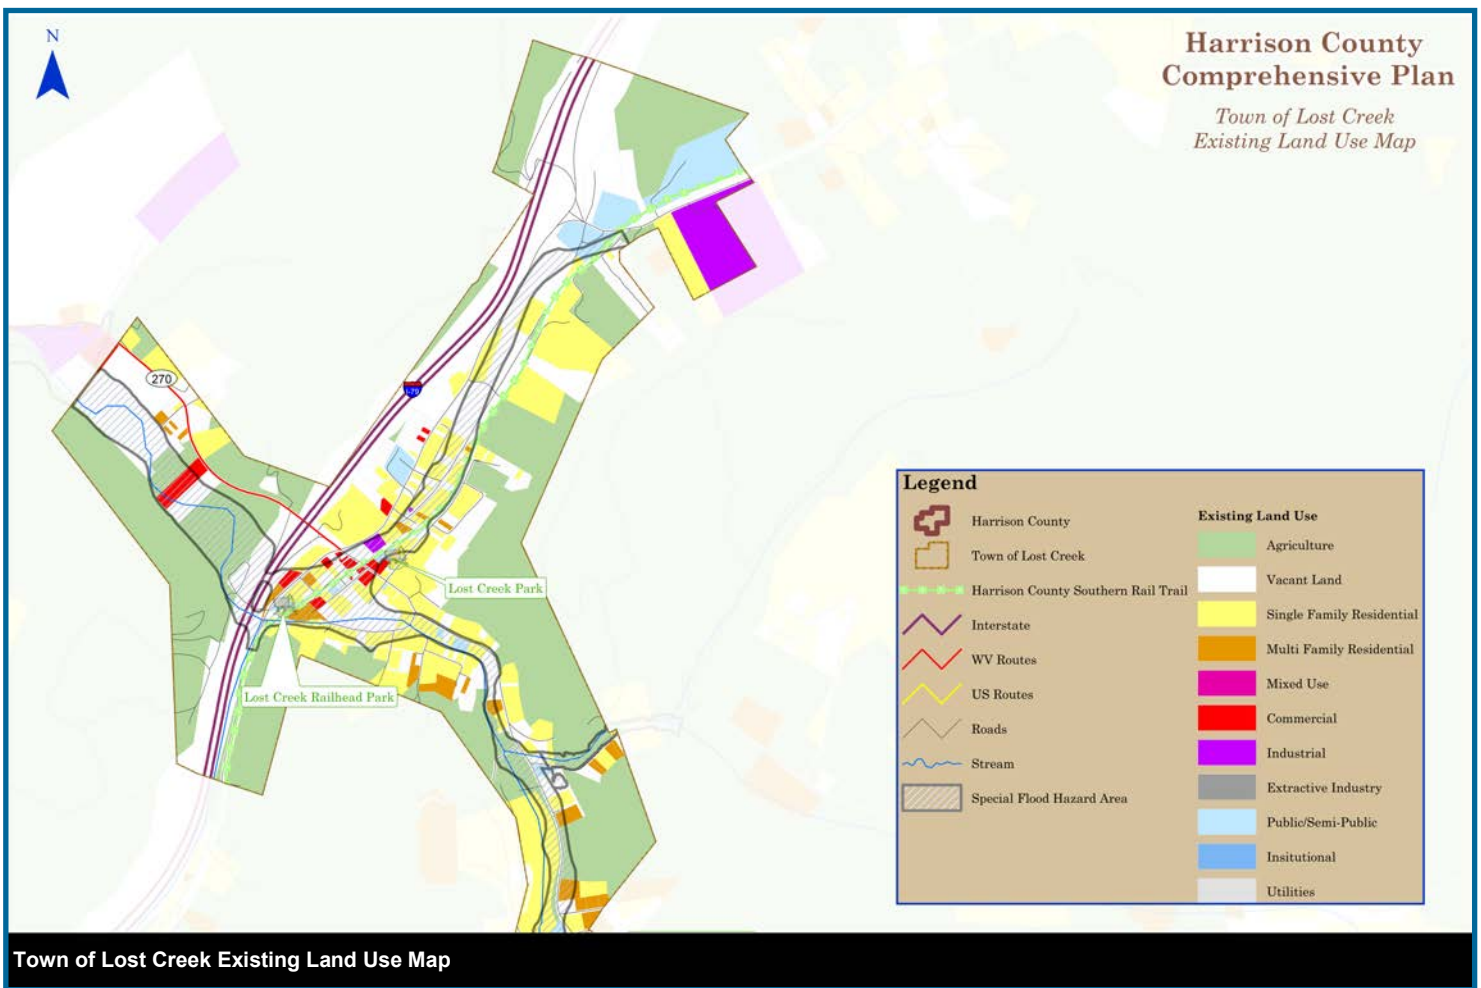 N
Harrison County
Comprehensive Plan
Town of Lost Creek
Existing Land Use Map
270
I-79
Lost Creek Park
Lost Creek Railhead Park
Legend
Harrison County
Town of Lost Creek
Harrison County Southern Rail Trail
Interstate
WV Routes
US Routes
Roads
Stream
Special Flood Hazard Area
Existing Land Use
Agriculture
Vacant Land
Single Family Residential
Multi Family Residential
Mixed Use
Commercial
Industrial
Extractive Industry
Public/Semi-Public
Insitutional
Utilities
Town of Lost Creek Existing Land Use Map